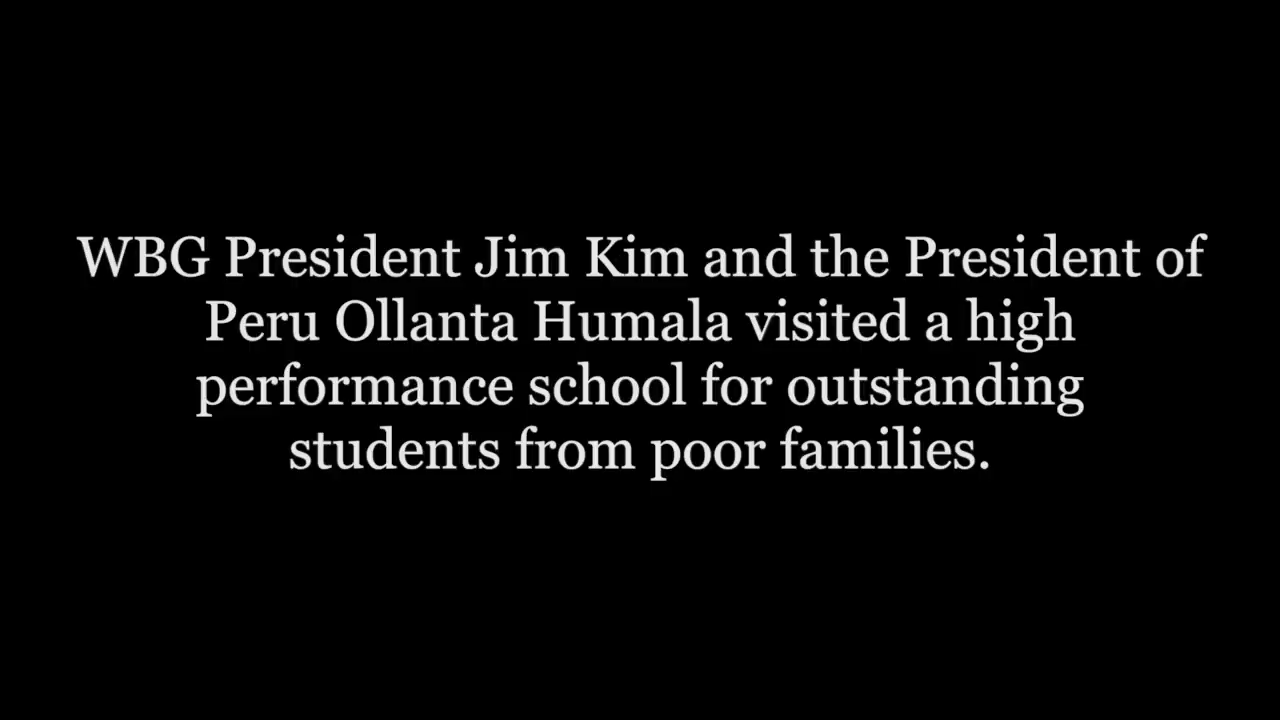 WBG President Jim Kim and the President of
Peru Ollanta Humala visited a high
performance school for outstanding
students from poor families.